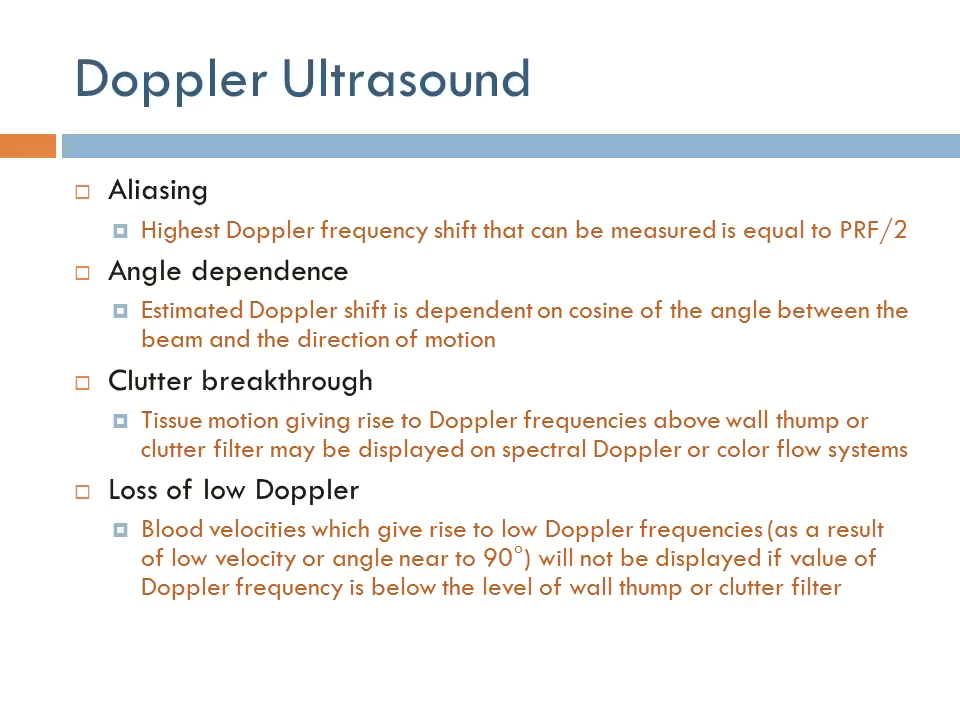 Doppler Ultrasound
Aliasing
Highest Doppler frequency shift that can be measured is equal to PRF/2
Angle dependence
Estimated Doppler shift is dependent on cosine of the angle between the
beam and the direction of motion
Clutter breakthrough
Tissue motion giving rise to Doppler frequencies above wall thump or
clutter filter may be displayed on spectral Doppler or color flow systems
Loss of low Doppler
Blood velocities which give rise to low Doppler frequencies (as a result
of low velocity or angle near to 90°) will not be displayed if value of
Doppler frequency is below the level of wall thump or clutter filter